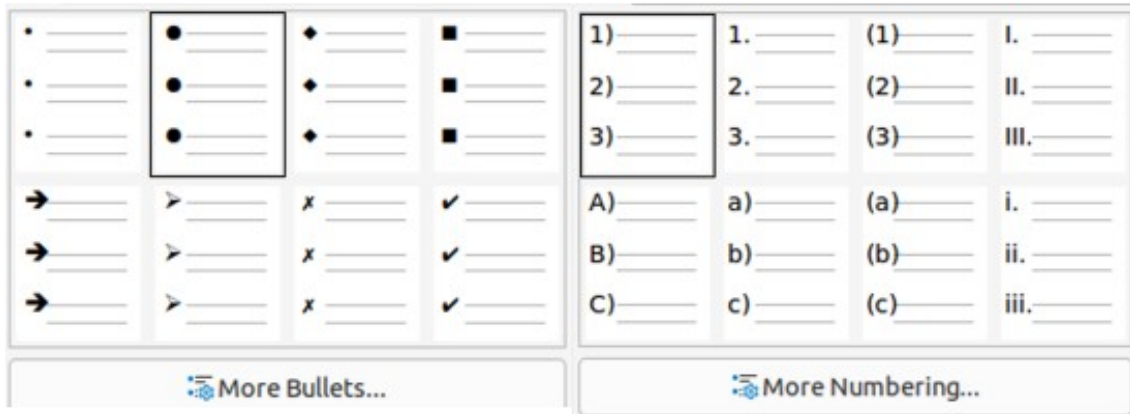 • ● ◆ ■ 1) 1. (1) I.
• ● ◆ ■ 2) 2. (2) II.
• ● ◆ ■ 3) 3. (3) III.
➔ ➢ ✗ ✔ A) a) (a) i.
➔ ➢ ✗ ✔ B) b) (b) ii.
➔ ➢ ✗ ✔ C) c) (c) iii.
More Bullets... More Numbering...